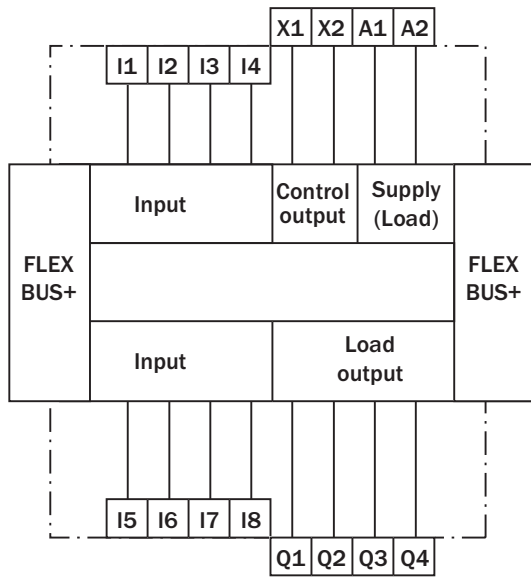 X1 X2 A1 A2
I1 I2 I3 I4
Input
Control
output
Supply
(Load)
FLEX
BUS+
FLEX
BUS+
Input
Load
output
I5 I6 I7 I8
Q1 Q2 Q3 Q4